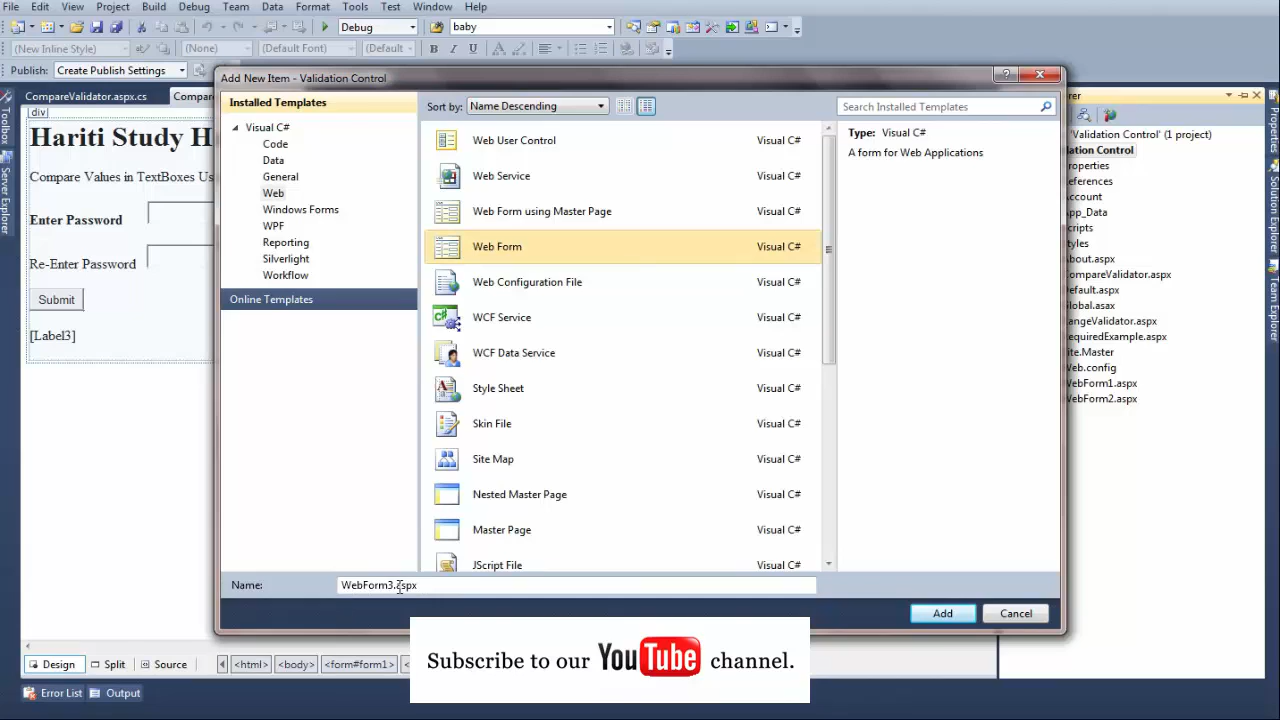 File Edit View Project Build Debug Team Data Format Tools Test Window Help
Debug baby
(New Inline Style) (None) (Default Font) (Default B I U A
Publish: Create Publish Settings
Add New Item - Validation Control
CompareValidator.aspx.cs Compar
div
Hariti Study H
Compare Values in TextBoxes Us
Enter Password
Re-Enter Password
Submit
[Label3]
Toolbox
Server Explorer
Installed Templates
Visual C#
Code
Data
General
Web
Windows Forms
WPF
Reporting
Silverlight
Workflow
Online Templates
Sort by: Name Descending
Web User Control Visual C#
Web Service Visual C#
Web Form using Master Page Visual C#
Web Form Visual C#
Web Configuration File Visual C#
WCF Service Visual C#
WCF Data Service Visual C#
Style Sheet Visual C#
Skin File Visual C#
Site Map Visual C#
Nested Master Page Visual C#
Master Page Visual C#
JScript File Visual C#
Search Installed Templates
Type: Visual C#
A form for Web Applications
Name: WebForm3.aspx
Add Cancel
rer
'Validation Control' (1 project)
dation Control
roperties
eferences
Account
App_Data
cripts
tyles
bout.aspx
CompareValidator.aspx
efault.aspx
Global.asax
angeValidator.aspx
equiredExample.aspx
ite.Master
Web.config
WebForm1.aspx
WebForm2.aspx
Properties
Solution Explorer
Team Explorer
Design Split Source <html> <body> <form#form1>
Error List Output
Subscribe to our YouTube channel.